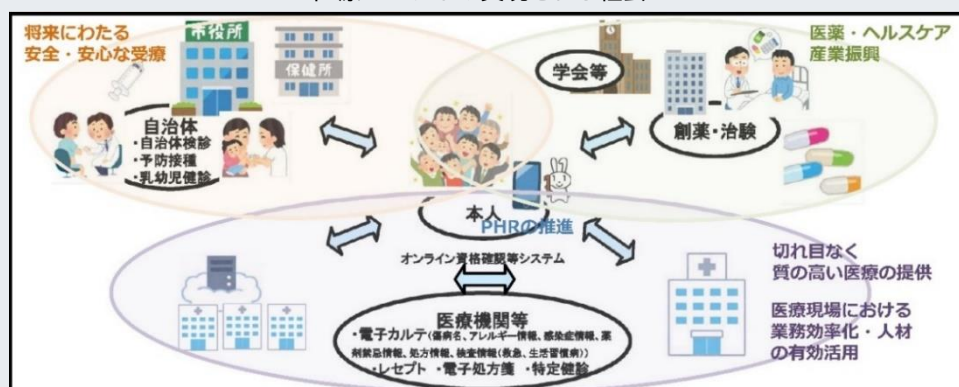 将来にわたる
安全・安心な受療
市役所
保健所
自治体
・自治体検診
・予防接種
・乳幼児健診
学会等
医薬・ヘルスケア
産業振興
創薬・治験
本人
PHRの推進
オンライン資格確認等システム
切れ目なく
質の高い医療の提供
医療現場における
業務効率化・人材
の有効活用
医療機関等
・電子カルテ(傷病名、アレルギー情報、感染症情報、薬
剤禁忌情報、処方情報、検査情報(救急、生活習慣病))
・レセプト ・電子処方箋 ・特定健診